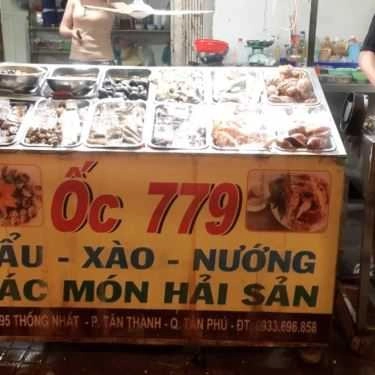 Ốc 779
ẨU - XÀO - NƯỚNG
ÁC MÓN HẢI SẢN
95 THỐNG NHẤT - P. TÂN THÀNH - Q. TÂN PHÚ - ĐT: 0933.696.858